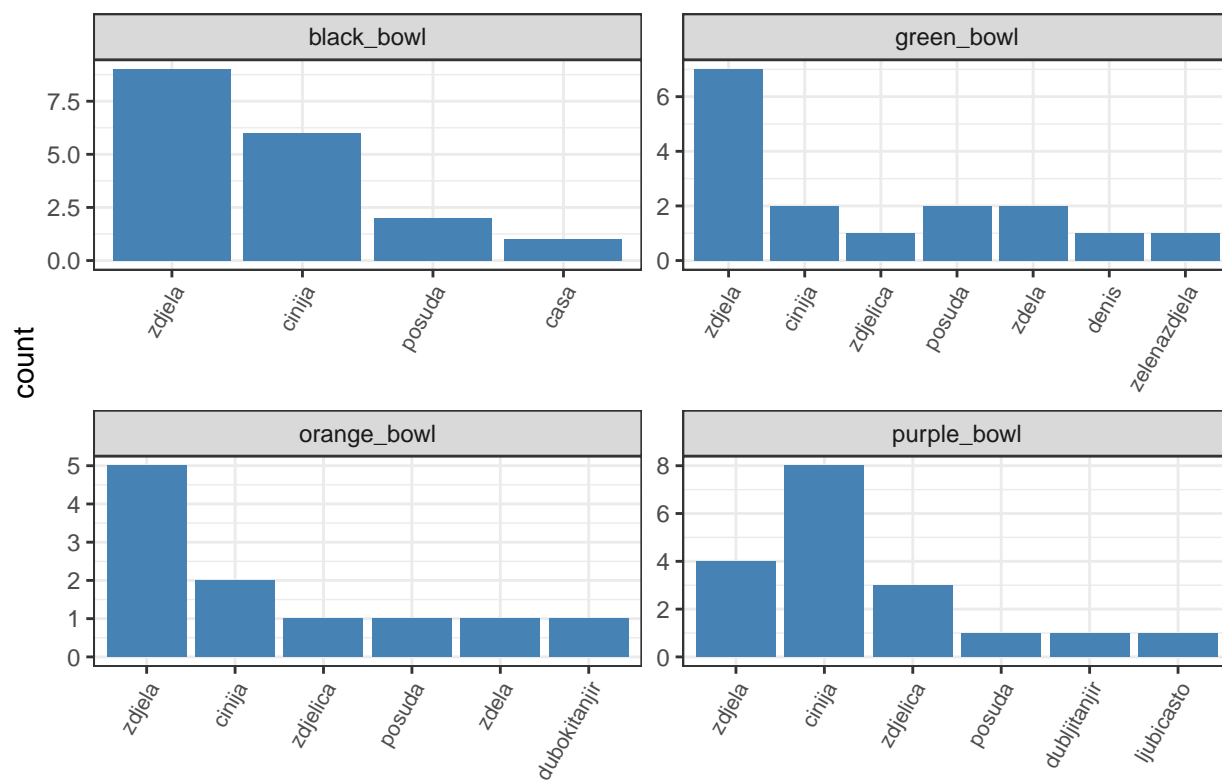 count
black_bowl
7.5
5.0
2.5
0.0
zdjela
cinija
posuda
casa
green_bowl
6
4
2
0
zdjela
cinija
zdjelica
posuda
zdela
denis
zelenazdjela
orange_bowl
5
4
3
2
1
0
zdjela
cinija
zdjelica
posuda
zdela
dubokitanjir
purple_bowl
8
6
4
2
0
zdjela
cinija
zdjelica
posuda
dubljitanjir
ljubicasto